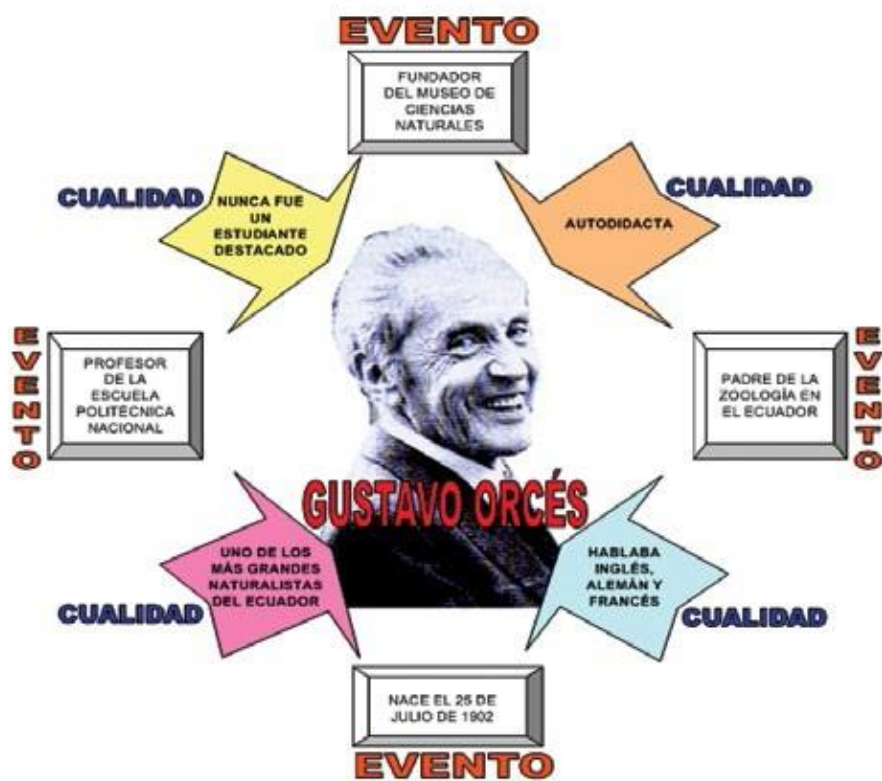 EVENTO
FUNDADOR
DEL MUSEO DE
CIENCIAS
NATURALES
CUALIDAD
NUNCA FUE
UN
ESTUDIANTE
DESTACADO
CUALIDAD
AUTODIDACTA
EVENTO
PROFESOR
DE LA
ESCUELA
POLITÉCNICA
NACIONAL
PADRE DE LA
ZOOLOGÍA EN
EL ECUADOR
EVENTO
GUSTAVO ORCÉS
UNO DE LOS
MÁS GRANDES
NATURALISTAS
DEL ECUADOR
CUALIDAD
HABLABA
INGLÉS,
ALEMÁN Y
FRANCÉS
CUALIDAD
NACE EL 25 DE
JULIO DE 1902
EVENTO